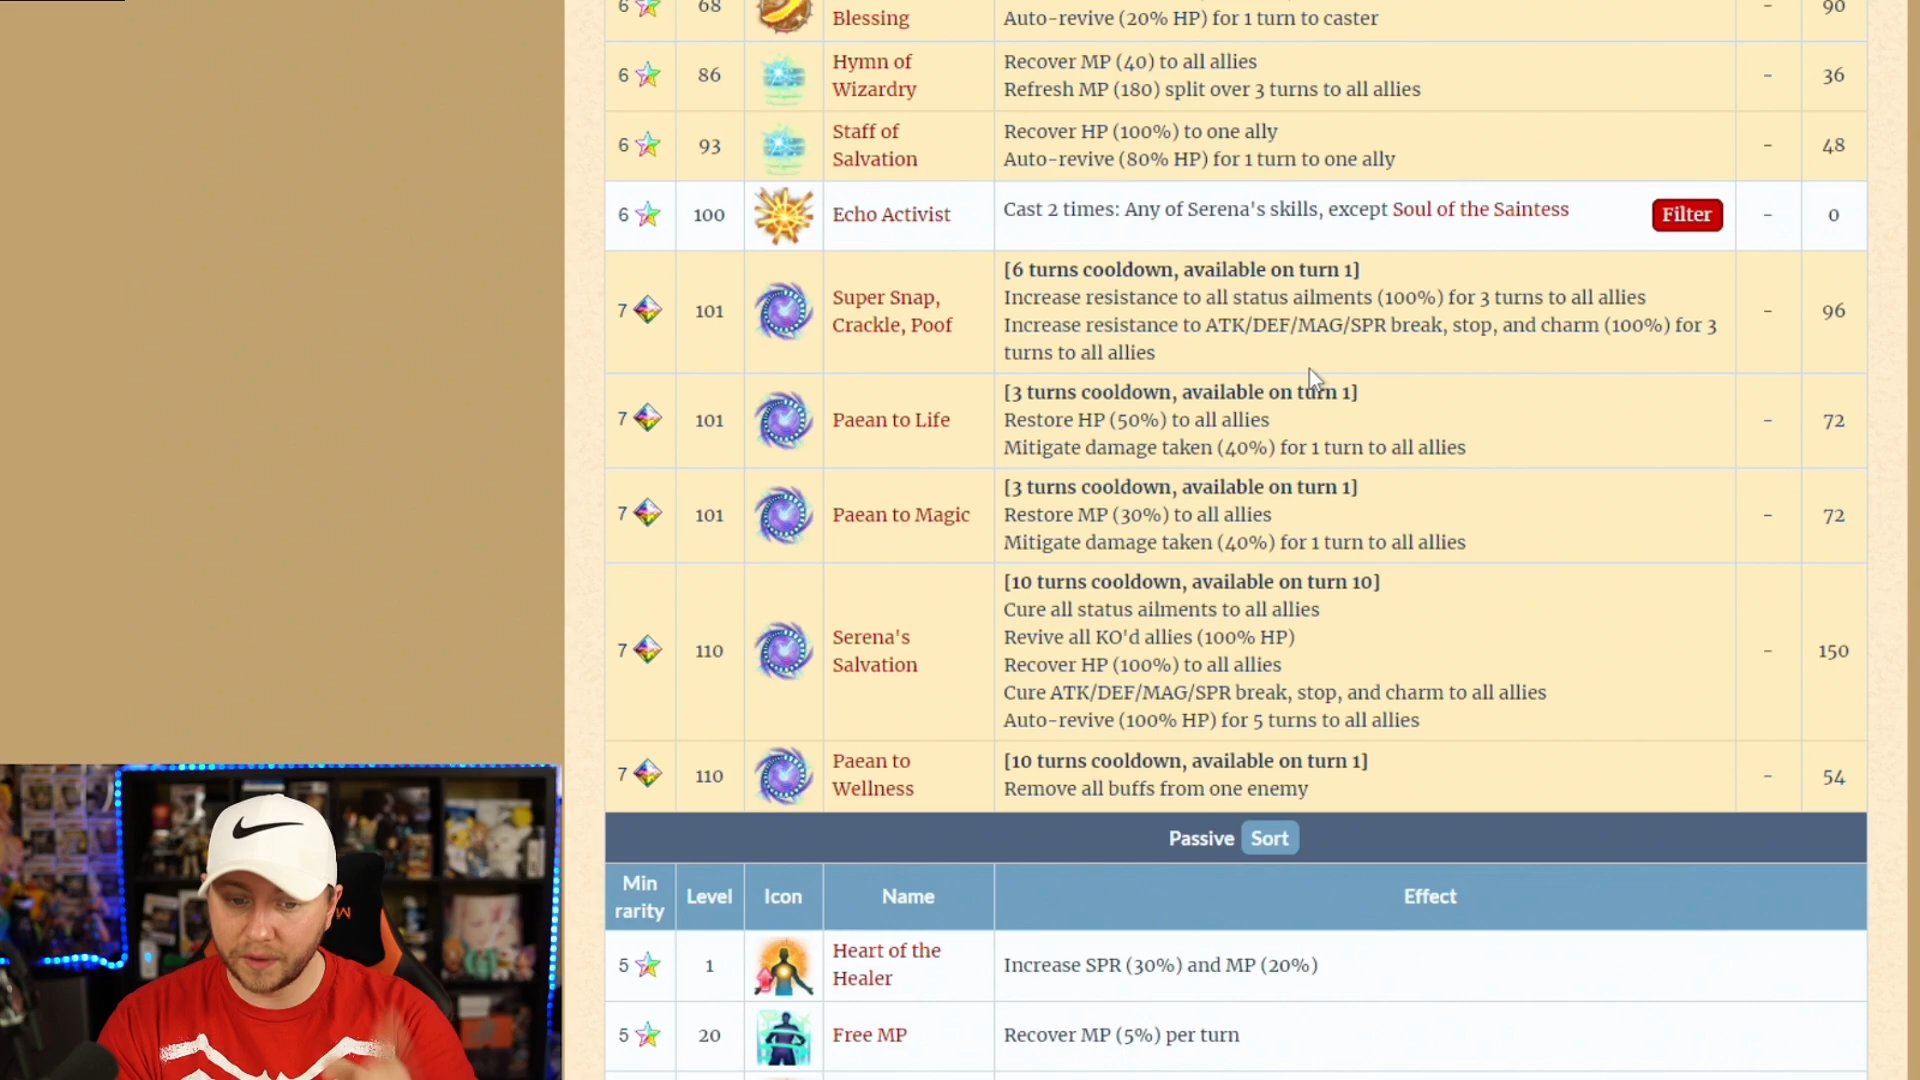 6 68 Blessing Auto-revive (20% HP) for 1 turn to caster - 90
6 86 Hymn of Wizardry Recover MP (40) to all allies - 36
Refresh MP (180) split over 3 turns to all allies
6 93 Staff of Salvation Recover HP (100%) to one ally - 48
Auto-revive (80% HP) for 1 turn to one ally
6 100 Echo Activist Cast 2 times: Any of Serena's skills, except Soul of the Saintess Filter - 0
7 101 Super Snap, Crackle, Poof [6 turns cooldown, available on turn 1] - 96
Increase resistance to all status ailments (100%) for 3 turns to all allies
Increase resistance to ATK/DEF/MAG/SPR break, stop, and charm (100%) for 3
turns to all allies
7 101 Paean to Life [3 turns cooldown, available on turn 1] - 72
Restore HP (50%) to all allies
Mitigate damage taken (40%) for 1 turn to all allies
7 101 Paean to Magic [3 turns cooldown, available on turn 1] - 72
Restore MP (30%) to all allies
Mitigate damage taken (40%) for 1 turn to all allies
7 110 Serena's Salvation [10 turns cooldown, available on turn 10] - 150
Cure all status ailments to all allies
Revive all KO'd allies (100% HP)
Recover HP (100%) to all allies
Cure ATK/DEF/MAG/SPR break, stop, and charm to all allies
Auto-revive (100% HP) for 5 turns to all allies
7 110 Paean to Wellness [10 turns cooldown, available on turn 1] - 54
Remove all buffs from one enemy
Passive Sort
Min rarity Level Icon Name Effect
5 1 Heart of the Healer Increase SPR (30%) and MP (20%)
5 20 Free MP Recover MP (5%) per turn